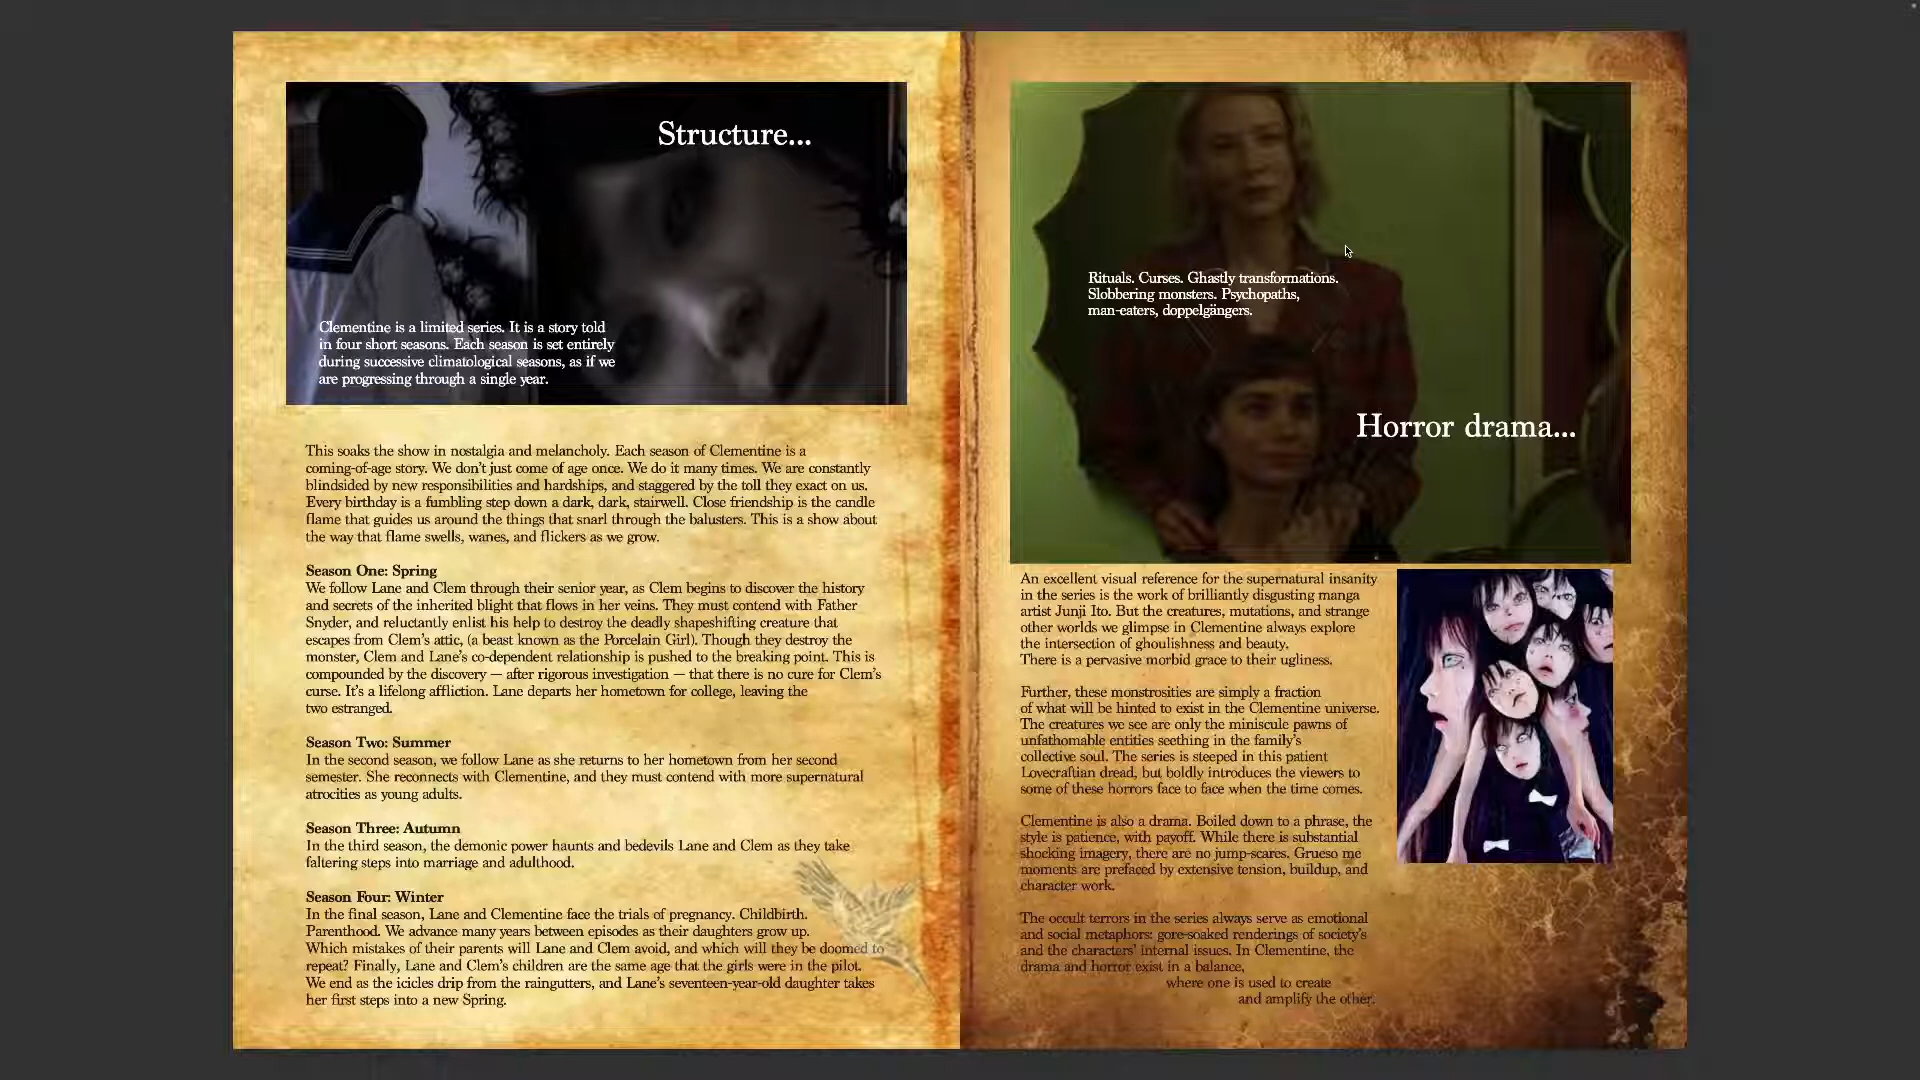 Structure...
Clementine is a limited series. It is a story told
in four short seasons. Each season is set entirely
during successive climatological seasons, as if we
are progressing through a single year.
This soaks the show in nostalgia and melancholy. Each season of Clementine is a
coming-of-age story. We don't just come of age once. We do it many times. We are constantly
blindsided by new responsibilities and hardships, and staggered by the toll they exact on us.
Every birthday is a fumbling step down a dark, dark, stairwell. Close friendship is the candle
flame that guides us around the things that snarl through the balusters. This is a show about
the way that flame swells, wanes, and flickers as we grow.
Season One: Spring
We follow Lane and Clem through their senior year, as Clem begins to discover the history
and secrets of the inherited blight that flows in her veins. They must contend with Father
Snyder, and reluctantly enlist his help to destroy the deadly shapeshifting creature that
escapes from Clem's attic, (a beast known as the Porcelain Girl). Though they destroy the
monster, Clem and Lane's co-dependent relationship is pushed to the breaking point. This is
compounded by the discovery — after rigorous investigation — that there is no cure for Clem's
curse. It's a lifelong affliction. Lane departs her hometown for college, leaving the
two estranged.
Season Two: Summer
In the second season, we follow Lane as she returns to her hometown from her second
semester. She reconnects with Clementine, and they must contend with more supernatural
atrocities as young adults.
Season Three: Autumn
In the third season, the demonic power haunts and bedevils Lane and Clem as they take
faltering steps into marriage and adulthood.
Season Four: Winter
In the final season, Lane and Clementine face the trials of pregnancy. Childbirth.
Parenthood. We advance many years between episodes as their daughters grow up.
Which mistakes of their parents will Lane and Clem avoid, and which will they be doomed to
repeat? Finally, Lane and Clem's children are the same age that the girls were in the pilot.
We end as the icicles drip from the raingutters, and Lane's seventeen-year-old daughter takes
her first steps into a new Spring.
Rituals. Curses. Ghastly transformations.
Slobbering monsters. Psychopaths,
man-eaters, doppelgängers.
Horror drama...
An excellent visual reference for the supernatural insanity
in the series is the work of brilliantly disgusting manga
artist Junji Ito. But the creatures, mutations, and strange
other worlds we glimpse in Clementine always explore
the intersection of ghoulishness and beauty.
There is a pervasive morbid grace to their ugliness.
Further, these monstrosities are simply a fraction
of what will be hinted to exist in the Clementine universe.
The creatures we see are only the miniscule pawns of
unfathomable entities seething in the family's
collective soul. The series is steeped in this patient
Lovecraftian dread, but boldly introduces the viewers to
some of these horrors face to face when the time comes.
Clementine is also a drama. Boiled down to a phrase, the
style is patience, with payoff. While there is substantial
shocking imagery, there are no jump-scares. Grueso me
moments are prefaced by extensive tension, buildup, and
character work.
The occult terrors in the series always serve as emotional
and social metaphors: gore-soaked renderings of society's
and the characters' internal issues. In Clementine, the
drama and horror exist in a balance,
where one is used to create
and amplify the other.